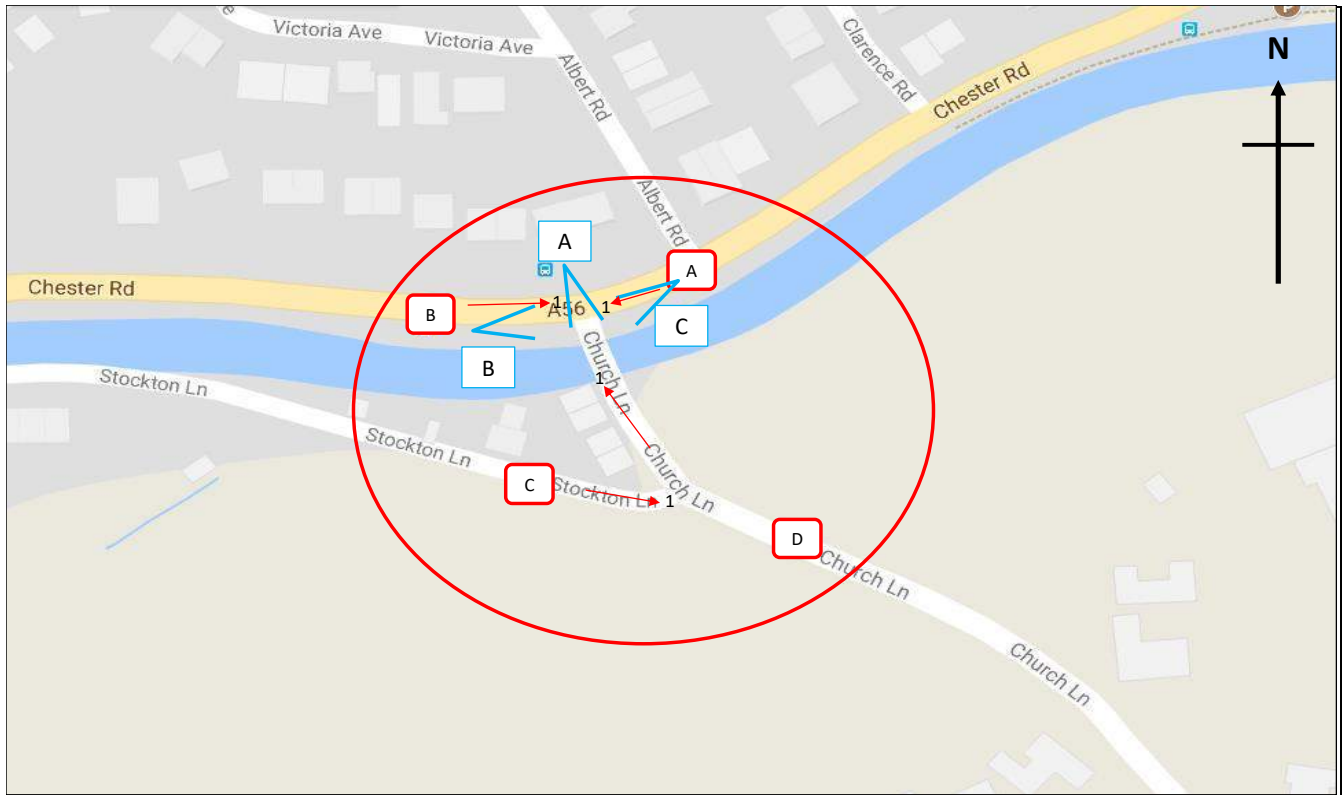 e
Victoria Ave
Victoria Ave
Albert Rd
Clarence Rd
P
Chester Rd
N
Albert Rd
A
A
Chester Rd
B
1
A56
1
C
B
Church Ln
1
Stockton Ln
Stockton Ln
Church Ln
C
Stockton Ln
1
D
Church Ln
Church Ln